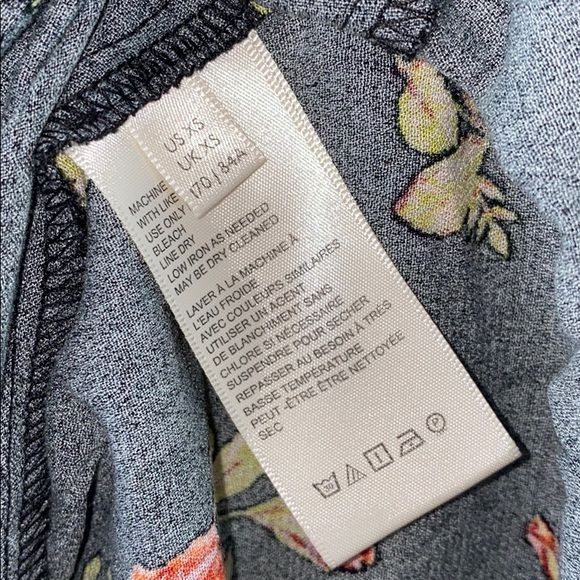 US XS
UK XS
170/84A
MACHINE
WITH LIKE
USE ONLY
BLEACH
LINE DRY
LOW IRON AS NEEDED
MAY BE DRY CLEANED
LAVER À LA MACHINE À
L'EAU FROIDE
AVEC COULEURS SIMILAIRES
UTILISER UN AGENT
DE BLANCHIMENT SANS
CHLORE SI NÉCESSAIRE
SUSPENDRE POUR SÉCHER
REPASSER AU BESOIN À TRÈS
BASSE TEMPÉRATURE
PEUT -ÊTRE ÊTRE NETTOYÉE
SEC
P